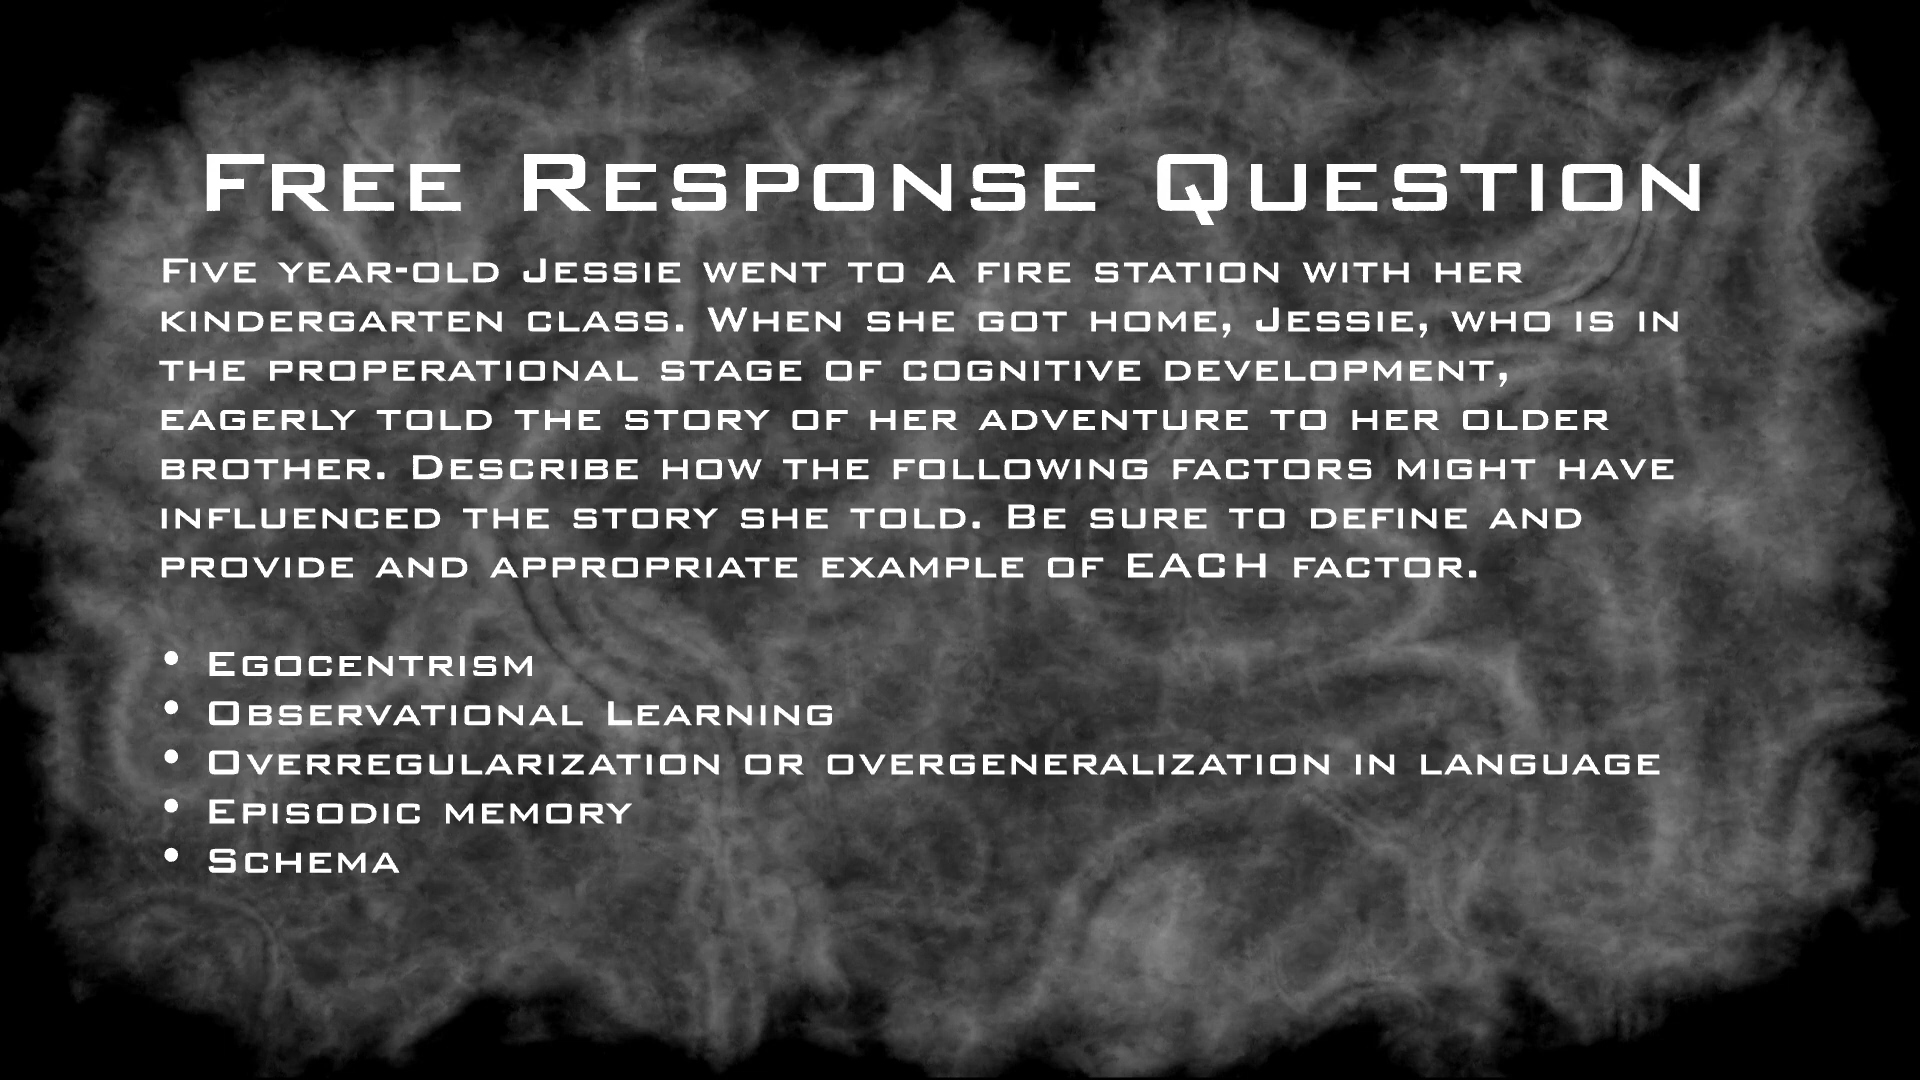 Free Response Question
Five year-old Jessie went to a fire station with her
kindergarten class. When she got home, Jessie, who is in
the properational stage of cognitive development,
eagerly told the story of her adventure to her older
brother. Describe how the following factors might have
influenced the story she told. Be sure to define and
provide and appropriate example of EACH factor.
• Egocentrism
• Observational Learning
• Overregularization or overgeneralization in language
• Episodic memory
• Schema